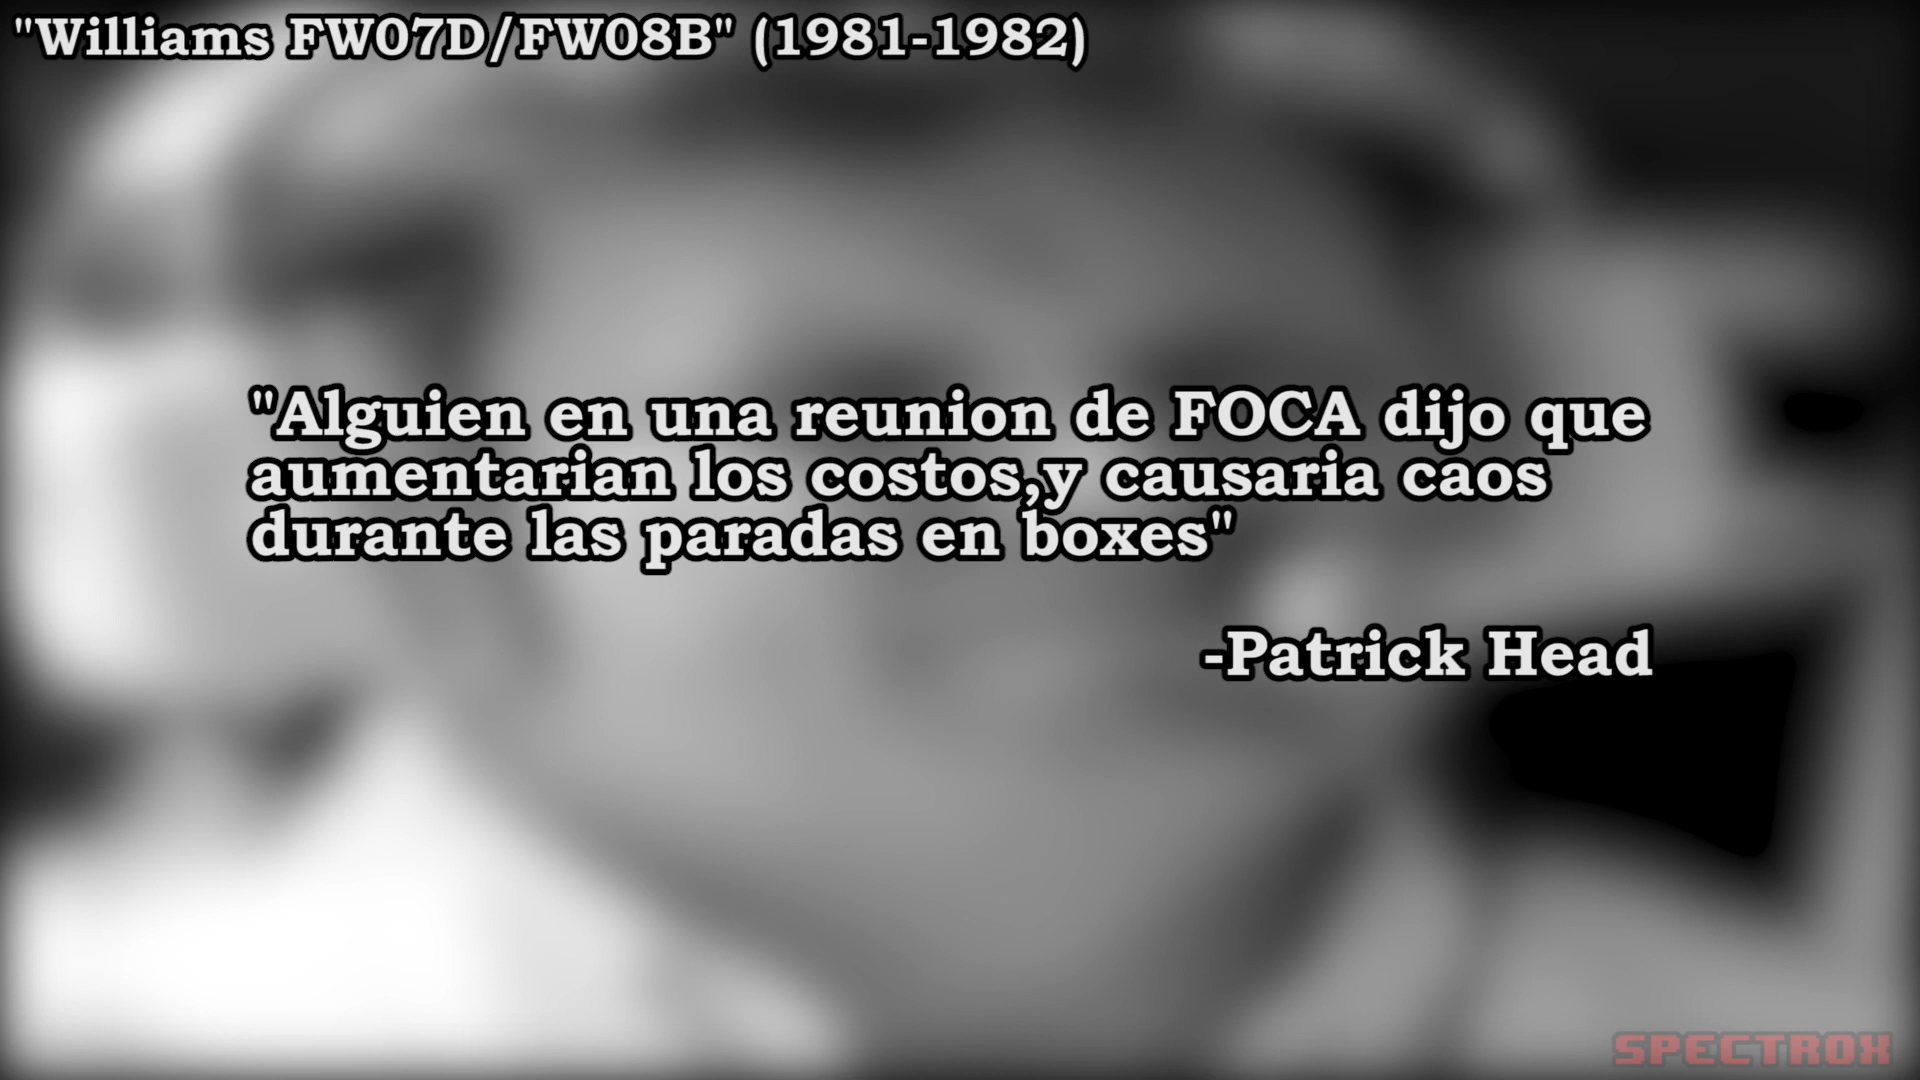 "Williams FW07D/FW08B" (1981-1982)
"Alguien en una reunion de FOCA dijo que
aumentarian los costos,y causaria caos
durante las paradas en boxes"
-Patrick Head
SPECTROX